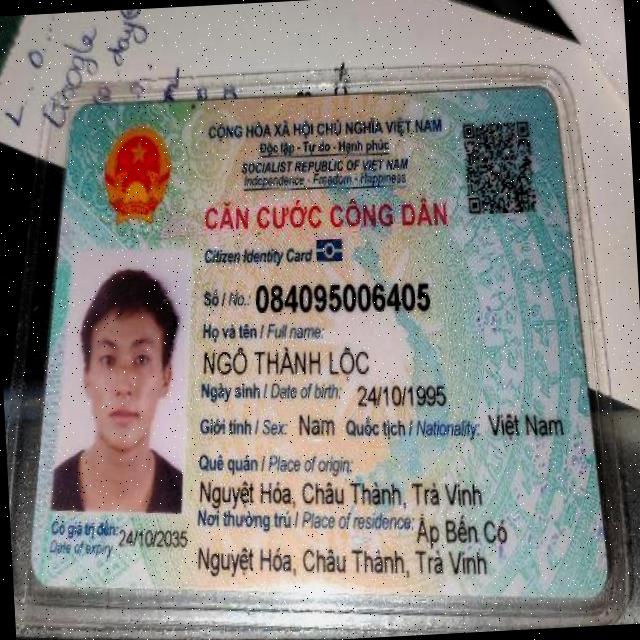 Google days
CỘNG HÒA XÃ HỘI CHỦ NGHĨA VIỆT NAM
Độc lập - Tự do - Hạnh phúc
SOCIALIST REPUBLIC OF VIET NAM
Independence - Freedom - Happiness
CĂN CƯỚC CÔNG DÂN
Citizen Identity Card
Số / No.: 084095006405
Họ và tên / Full name:
NGÔ THÀNH LỘC
Ngày sinh / Date of birth: 24/10/1995
Giới tính / Sex: Nam Quốc tịch / Nationality: Việt Nam
Quê quán / Place of origin:
Nguyệt Hóa, Châu Thành, Trà Vinh
Nơi thường trú / Place of residence: Ấp Bến Có
Nguyệt Hóa, Châu Thành, Trà Vinh
Có giá trị đến: 24/10/2035
Date of expiry